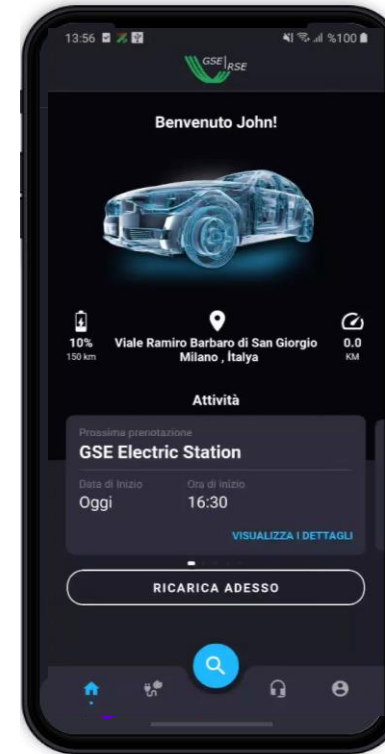 13:56 %100
GSE RSE
Benvenuto John!
10%
150 km
Viale Ramiro Barbaro di San Giorgio
Milano , İtalya
0.0
KM
Attività
Prossima prenotazione
GSE Electric Station
Data di Inizio Ora di inizio
Oggi 16:30
VISUALIZZA I DETTAGLI
RICARICA ADESSO